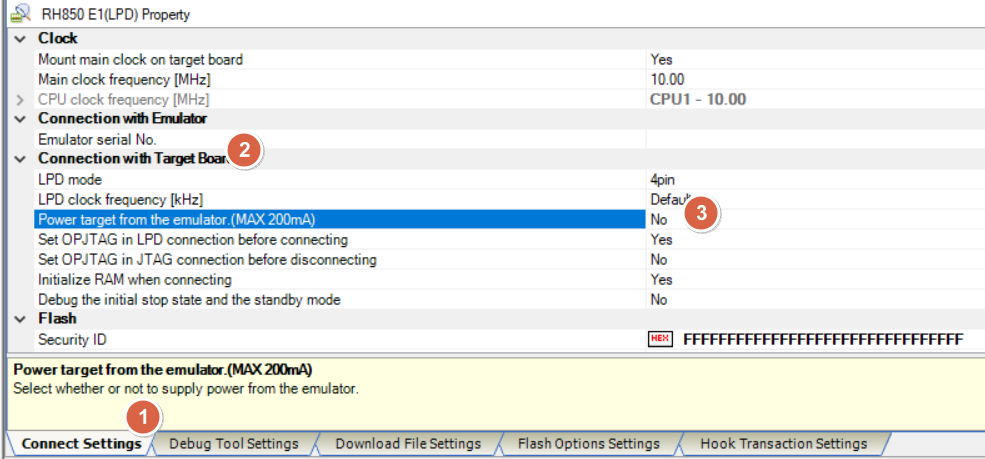 RH850 E1(LPD) Property
Clock
Mount main clock on target board Yes
Main clock frequency [MHz] 10.00
CPU clock frequency [MHz] CPU1 - 10.00
Connection with Emulator
Emulator serial No.
2
Connection with Target Boar
LPD mode 4pin
LPD clock frequency [kHz] Defau
3
Power target from the emulator.(MAX 200mA) No
Set OPJTAG in LPD connection before connecting Yes
Set OPJTAG in JTAG connection before disconnecting No
Initialize RAM when connecting Yes
Debug the initial stop state and the standby mode No
Flash
Security ID HEX FFFFFFFFFFFFFFFFFFFFFFFFFFFFFFFF
Power target from the emulator.(MAX 200mA)
Select whether or not to supply power from the emulator.
1
Connect Settings Debug Tool Settings Download File Settings Flash Options Settings Hook Transaction Settings